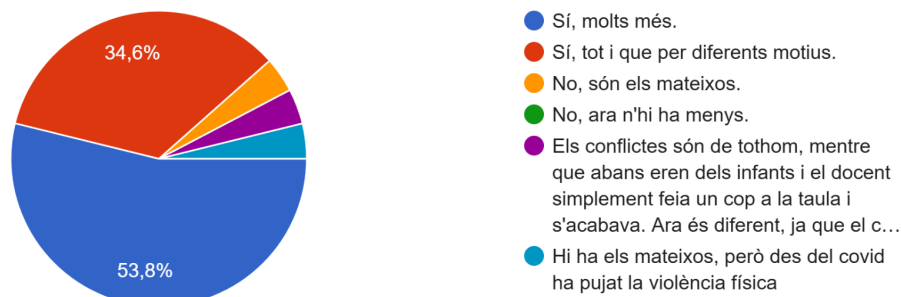 34,6%
53,8%
Sí, molts més.
Sí, tot i que per diferents motius.
No, són els mateixos.
No, ara n'hi ha menys.
Els conflictes són de tothom, mentre
que abans eren dels infants i el docent
simplement feia un cop a la taula i
s'acabava. Ara és diferent, ja que el c…
Hi ha els mateixos, però des del covid
ha pujat la violència física